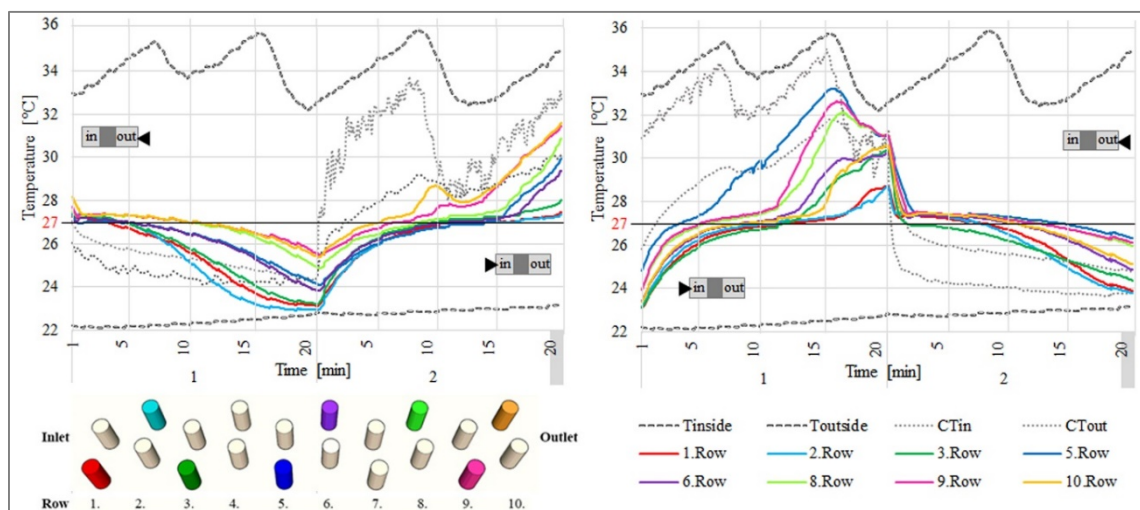 36
34
32
30
28
27
26
24
22
Temperature [°C]
in out
in out
1 5 10 20 5 10 15 20
Time [min]
1 2
36
34
32
30
28
27
26
24
22
Temperature [°C]
in out
in out
1 5 10 15 20 5 10 15 20
Time [min]
1 2
Inlet Outlet
Row 1. 2. 3. 4. 5. 6. 7. 8. 9. 10.
Tinside Toutside CTin CTout
1.Row 2.Row 3.Row 5.Row
6.Row 8.Row 9.Row 10.Row